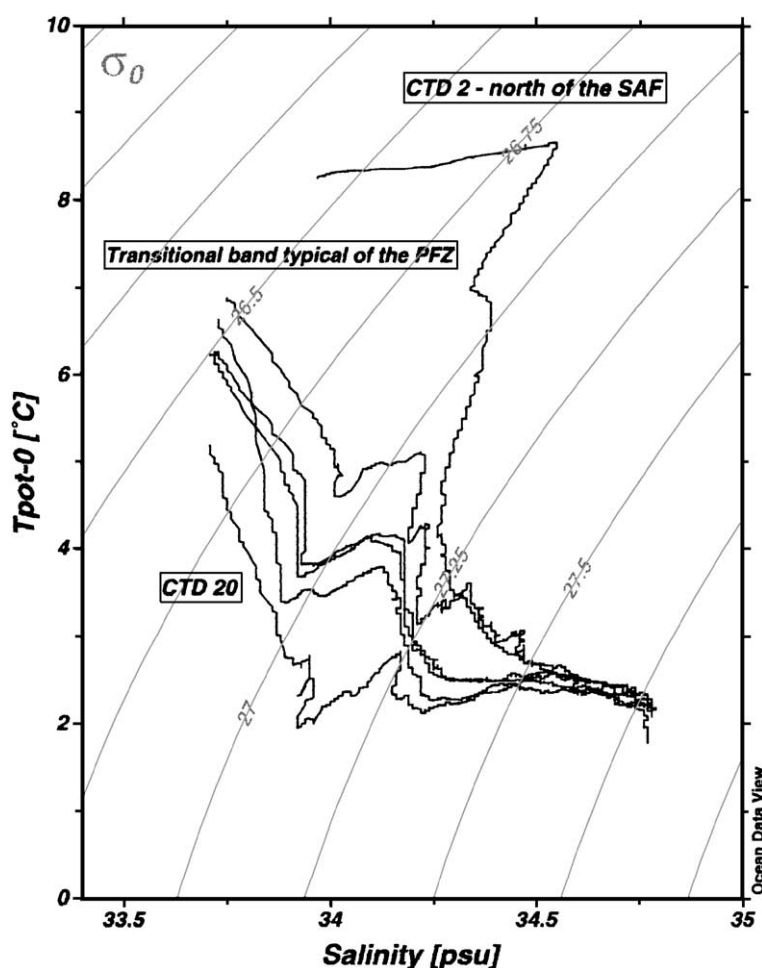 σ0
CTD 2 - north of the SAF
26.75
Transitional band typical of the PFZ
26.5
CTD 20
27.25
27.5
27
10
8
6
4
2
0
Tpot-0 [°C]
33.5
34
34.5
35
Salinity [psu]
Ocean Data View